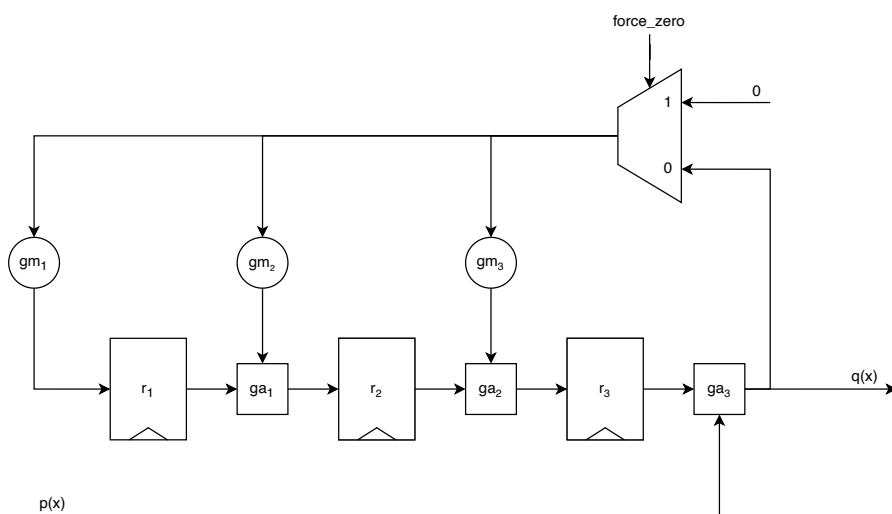 force_zero
1
0
0
gm₁
gm₂
gm₃
r₁
ga₁
r₂
ga₂
r₃
ga₃
q(x)
p(x)